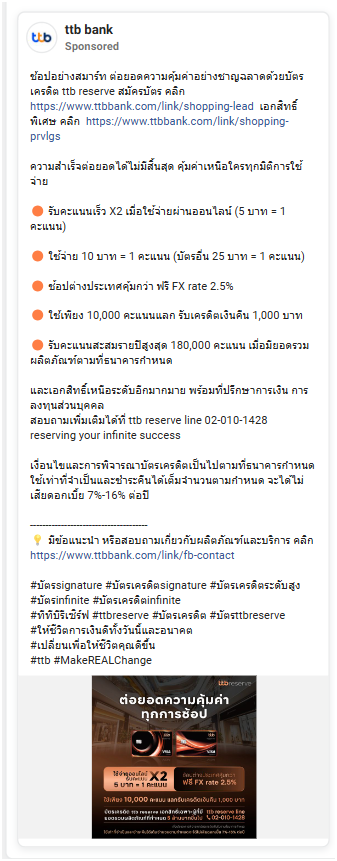 ttb bank
Sponsored
ช้อปอย่างสมาร์ท ต่อยอดความคุ้มค่าอย่างชาญฉลาดด้วยบัตร
เครดิต ttb reserve สมัครบัตร คลิก
https://www.ttbbank.com/link/shopping-lead เอกสิทธิ์
พิเศษ คลิก https://www.ttbbank.com/link/shopping-
prvlgs
ความสำเร็จต่อยอดได้ไม่มีสิ้นสุด คุ้มค่าเหนือใครทุกมิติการใช้
จ่าย
🟠 รับคะแนนเร็ว X2 เมื่อใช้จ่ายผ่านออนไลน์ (5 บาท = 1
คะแนน)
🟠 ใช้จ่าย 10 บาท = 1 คะแนน (บัตรอื่น 25 บาท = 1 คะแนน)
🟠 ช้อปต่างประเทศคุ้มกว่า ฟรี FX rate 2.5%
🟠 ใช้เพียง 10,000 คะแนนแลก รับเครดิตเงินคืน 1,000 บาท
🟠 รับคะแนนสะสมรายปีสูงสุด 180,000 คะแนน เมื่อมียอดรวม
ผลิตภัณฑ์ตามที่ธนาคารกำหนด
และเอกสิทธิ์เหนือระดับอีกมากมาย พร้อมที่ปรึกษาการเงิน การ
ลงทุนส่วนบุคคล
สอบถามเพิ่มเติมได้ที่ ttb reserve line 02-010-1428
reserving your infinite success
เงื่อนไขและการพิจารณาบัตรเครดิตเป็นไปตามที่ธนาคารกำหนด
ใช้เท่าที่จำเป็นและชำระคืนได้เต็มจำนวนตามกำหนด จะได้ไม่
เสียดอกเบี้ย 7%-16% ต่อปี
--------------------------------------
💡 มีข้อแนะนำ หรือสอบถามเกี่ยวกับผลิตภัณฑ์และบริการ คลิก
https://www.ttbbank.com/link/fb-contact
#บัตรsignature #บัตรเครดิตsignature #บัตรเครดิตระดับสูง
#บัตรinfinite #บัตรเครดิตinfinite
#ทีทีบีรีเซิร์ฟ #ttbreserve #บัตรเครดิต #บัตรttbreserve
#ให้ชีวิตการเงินดีทั้งวันนี้และอนาคต
#เปลี่ยนเพื่อให้ชีวิตคุณดีขึ้น
#ttb #MakeREALChange
ttb reserve
ต่อยอดความคุ้มค่า
ทุกการช้อป
VISA VISA
ใช้จ่ายออนไลน์
รับคะแนน X2
5 บาท = 1 คะแนน
ช้อปต่างประเทศคุ้มกว่า
ฟรี FX rate 2.5%
ใช้เพียง 10,000 คะแนน แลกรับเครดิตเงินคืน 1,000 บาท
ttb reserve line
02-010-1428